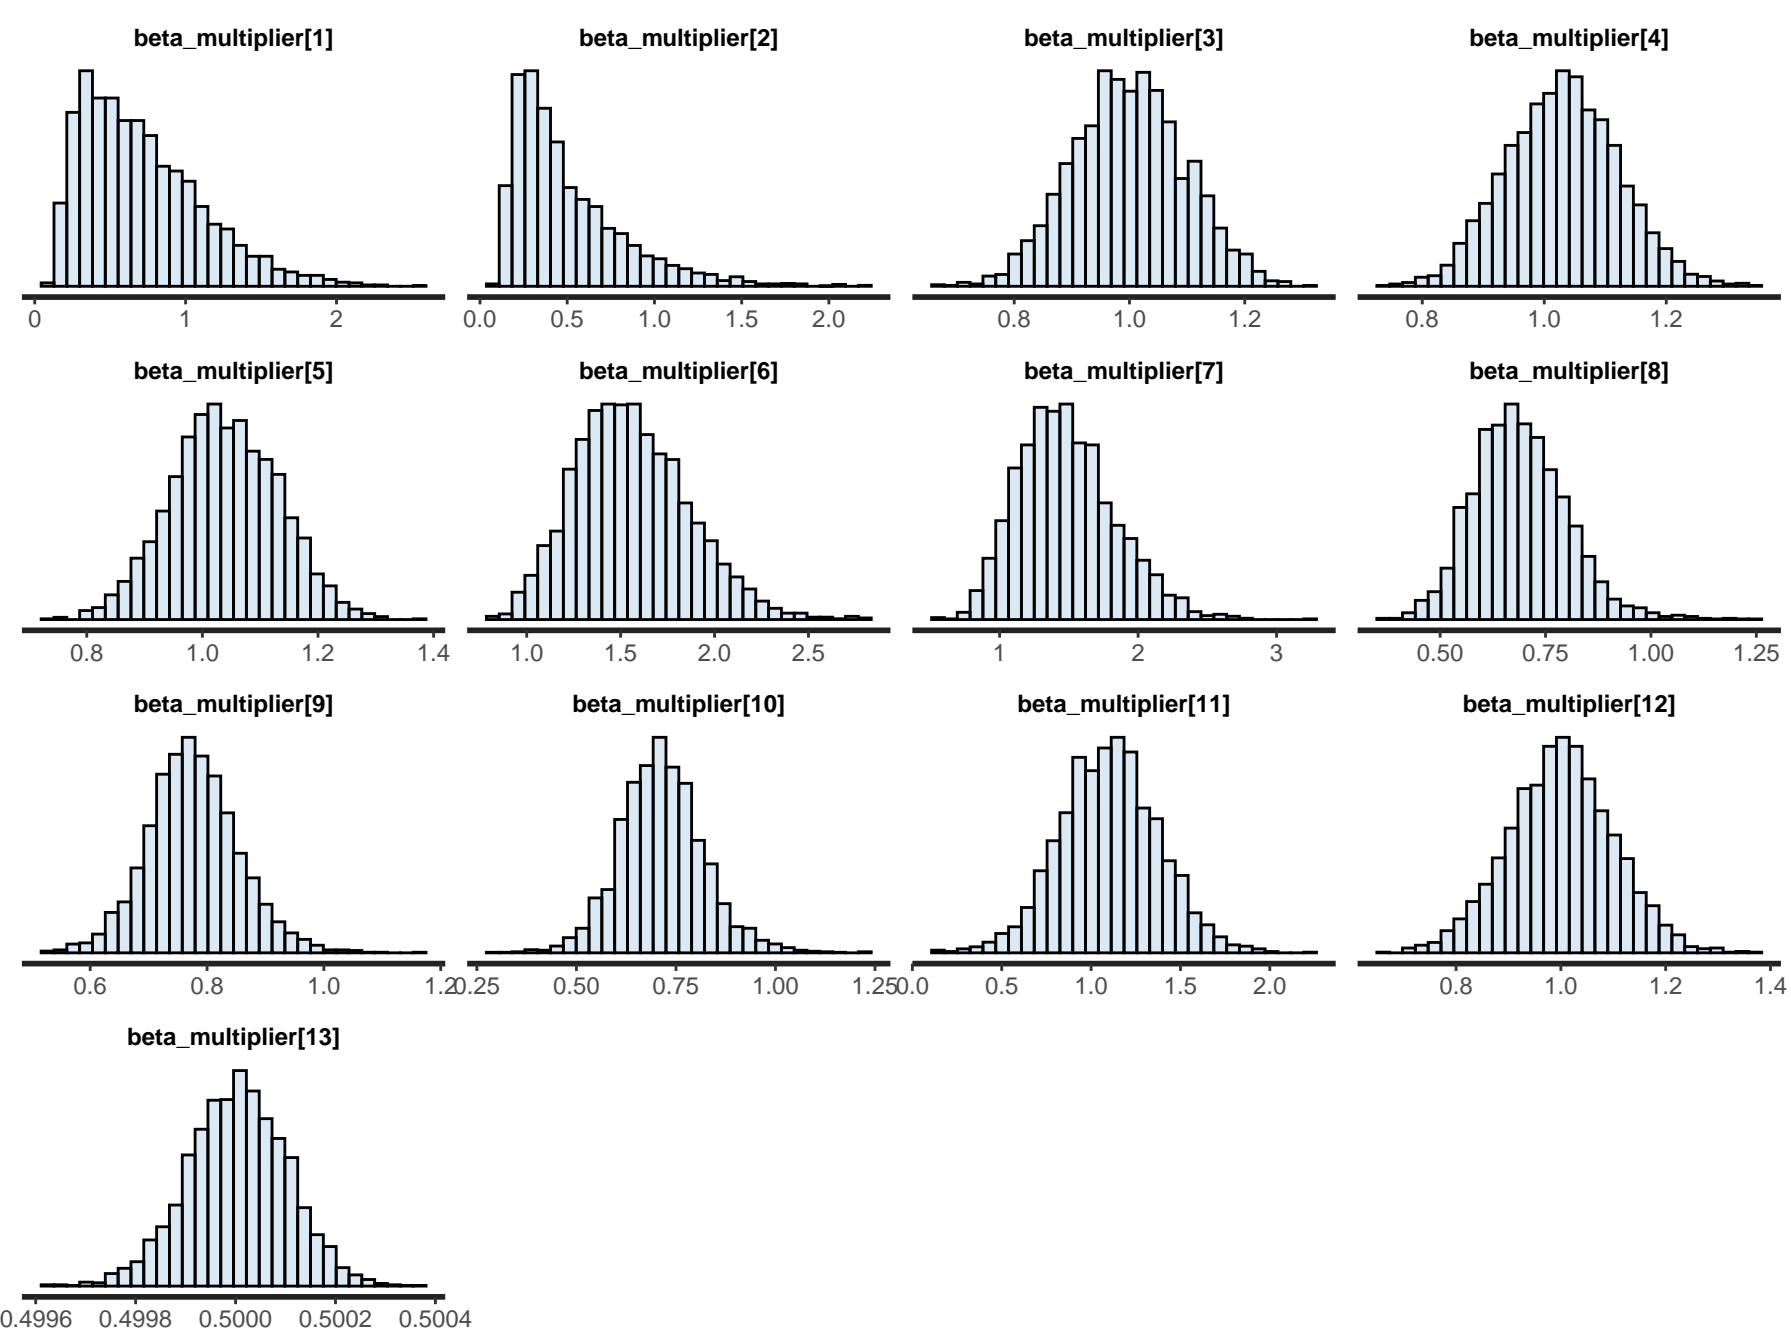 beta_multiplier[1] beta_multiplier[2] beta_multiplier[3] beta_multiplier[4]
0 1 2 0.0 0.5 1.0 1.5 2.0 0.8 1.0 1.2 0.8 1.0 1.2
beta_multiplier[5] beta_multiplier[6] beta_multiplier[7] beta_multiplier[8]
0.8 1.0 1.2 1.4 1.0 1.5 2.0 2.5 1 2 3 0.50 0.75 1.00 1.25
beta_multiplier[9] beta_multiplier[10] beta_multiplier[11] beta_multiplier[12]
0.6 0.8 1.0 1.2 0.25 0.50 0.75 1.00 1.25 0.0 0.5 1.0 1.5 2.0 0.8 1.0 1.2 1.4
beta_multiplier[13]
0.4996 0.4998 0.5000 0.5002 0.5004